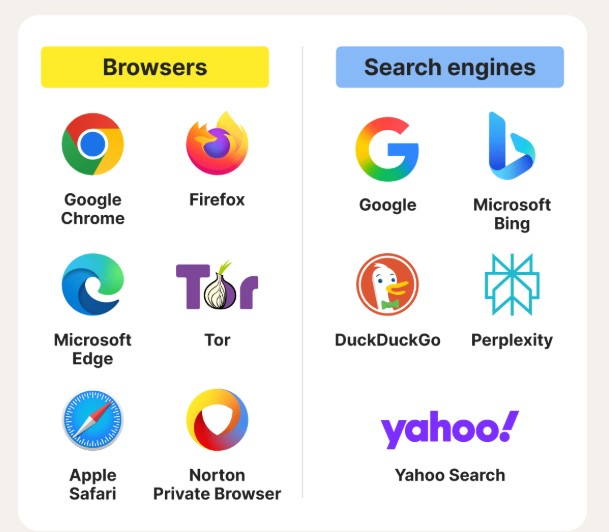 Browsers
Google
Chrome
Firefox
Microsoft
Edge
Tor
Tor
Apple
Safari
Norton
Private Browser
Search engines
Google
Microsoft
Bing
DuckDuckGo
Perplexity
yahoo!
Yahoo Search